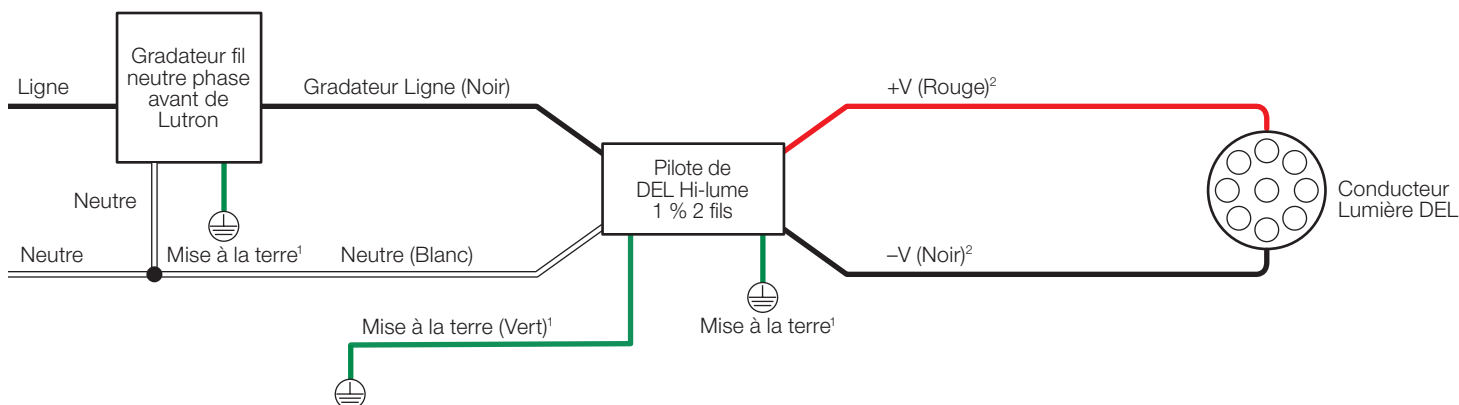 Gradateur fil
neutre phase
avant de
Lutron
Ligne
Gradateur Ligne (Noir)
+V (Rouge)²
Pilote de
DEL Hi-lume
1 % 2 fils
Conducteur
Lumière DEL
Neutre
Neutre
Mise à la terre¹
Neutre (Blanc)
–V (Noir)²
Mise à la terre (Vert)¹
Mise à la terre¹